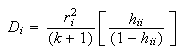 D_i = \frac{r_i^2}{(k+1)} \left[ \frac{h_{ii}}{(1-h_{ii})} \right]